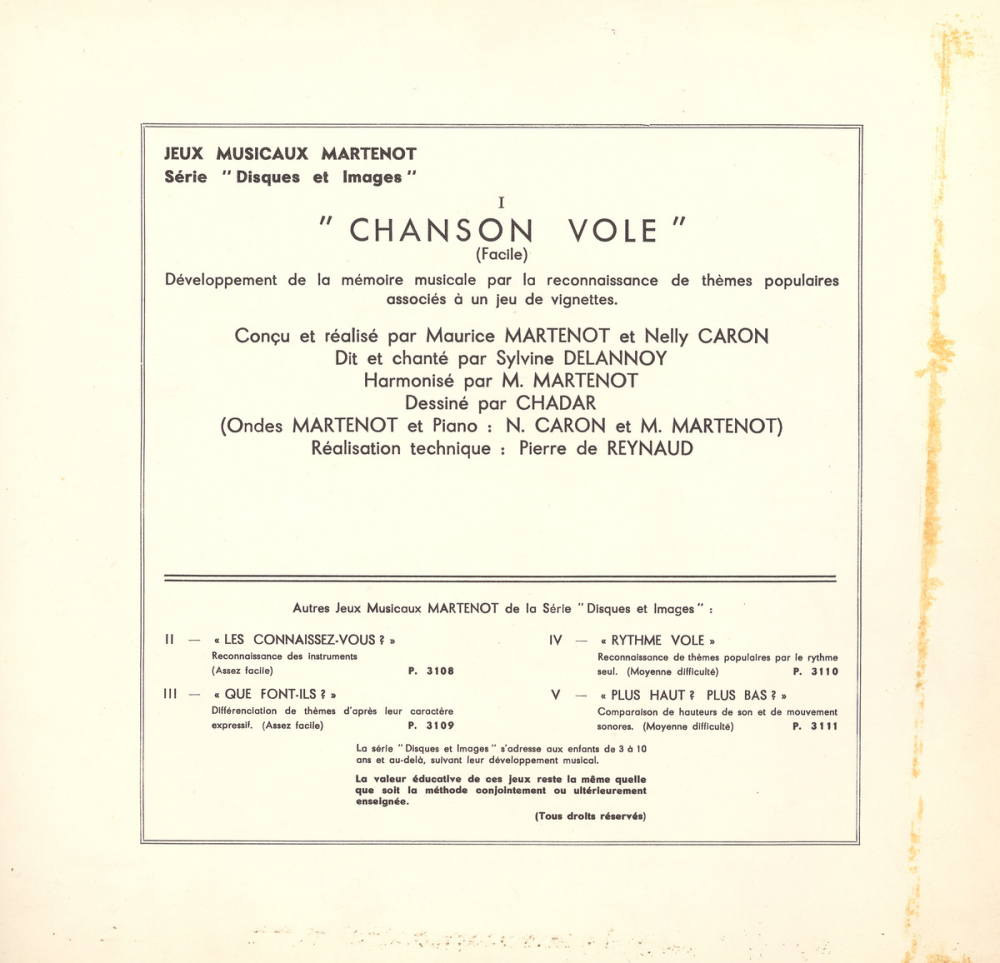 JEUX MUSICAUX MARTENOT
Série "Disques et Images"
I
" CHANSON VOLE "
(Facile)
Développement de la mémoire musicale par la reconnaissance de thèmes populaires
associés à un jeu de vignettes.
Conçu et réalisé par Maurice MARTENOT et Nelly CARON
Dit et chanté par Sylvine DELANNOY
Harmonisé par M. MARTENOT
Dessiné par CHADAR
(Ondes MARTENOT et Piano : N. CARON et M. MARTENOT)
Réalisation technique : Pierre de REYNAUD
Autres Jeux Musicaux MARTENOT de la Série "Disques et Images" :
II — « LES CONNAISSEZ-VOUS ? »
Reconnaissance des instruments
(Assez facile) P. 3108
III — « QUE FONT-ILS ? »
Différenciation de thèmes d'après leur caractère
expressif. (Assez facile) P. 3109
IV — « RYTHME VOLE »
Reconnaissance de thèmes populaires par le rythme
seul. (Moyenne difficulté) P. 3110
V — « PLUS HAUT ? PLUS BAS ? »
Comparaison de hauteurs de son et de mouvement
sonores. (Moyenne difficulté) P. 3111
La série "Disques et Images" s'adresse aux enfants de 3 à 10
ans et au-delà, suivant leur développement musical.
La valeur éducative de ces jeux reste la même quelle
que soit la méthode conjointement ou ultérieurement
enseignée.
(Tous droits réservés)